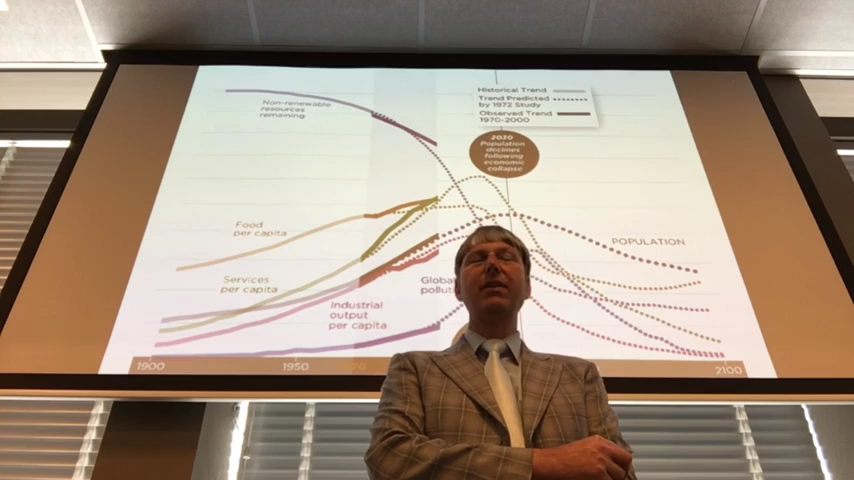 Historical Trend
Trend Predicted
by 1972 Study
Observed Trend
1970-2000
Non-renewable
resources
remaining
2030
Population
declines
following
economic
collapse
Food
per capita
POPULATION
Services
per capita
Global
pollut
Industrial
output
per capita
1900
1950
70
2100